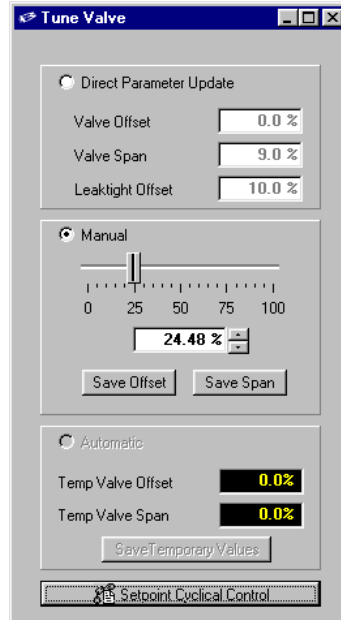 Tune Valve
Direct Parameter Update
Valve Offset 0.0 %
Valve Span 9.0 %
Leaktight Offset 10.0 %
Manual
0 25 50 75 100
24.48 %
Save Offset Save Span
Automatic
Temp Valve Offset 0.0%
Temp Valve Span 0.0%
SaveTemporary Values
Setpoint Cyclical Control